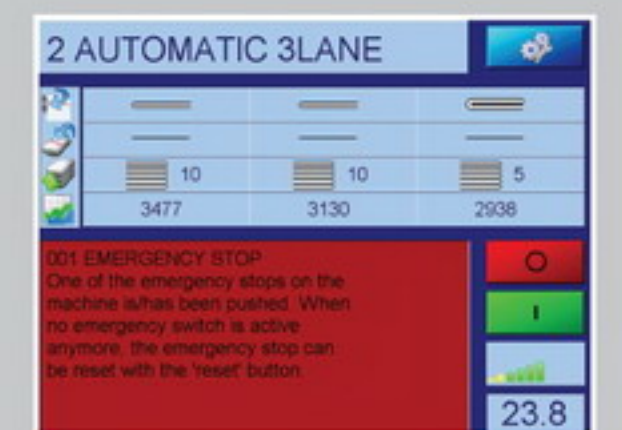 2 AUTOMATIC 3LANE
10 10 5
3477 3130 2938
001 EMERGENCY STOP
One of the emergency stops on the
machine is/has been pushed. When
no emergency switch is active
anymore, the emergency stop can
be reset with the 'reset' button.
O
I
23.8